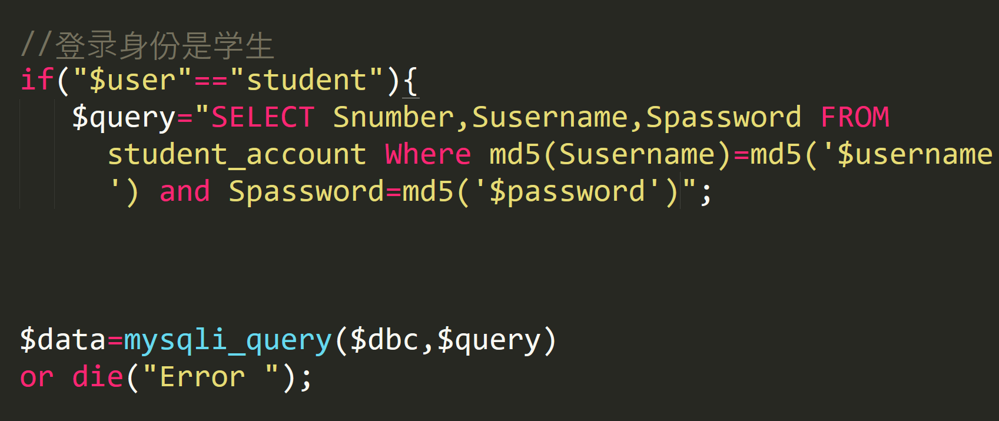 //登录身份是学生
if("$user"=="student"){
$query="SELECT Snumber,Susername,Spassword FROM
student_account Where md5(Susername)=md5('$username
') and Spassword=md5('$password')";
$data=mysqli_query($dbc,$query)
or die("Error ");